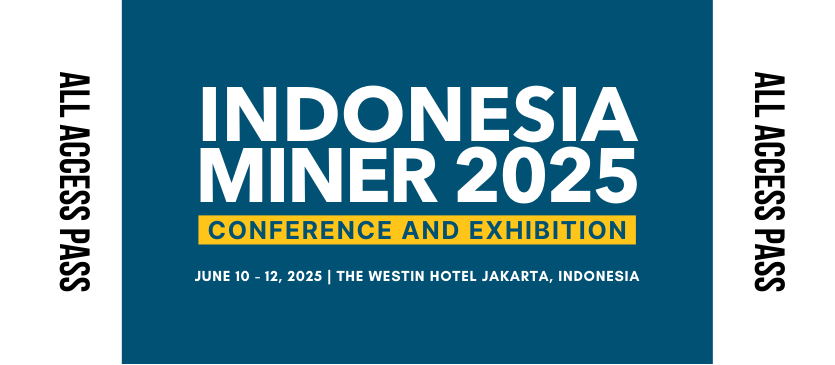 ALL ACCESS PASS
INDONESIA
MINER 2025
CONFERENCE AND EXHIBITION
JUNE 10 - 12, 2025 | THE WESTIN HOTEL JAKARTA, INDONESIA
ALL ACCESS PASS